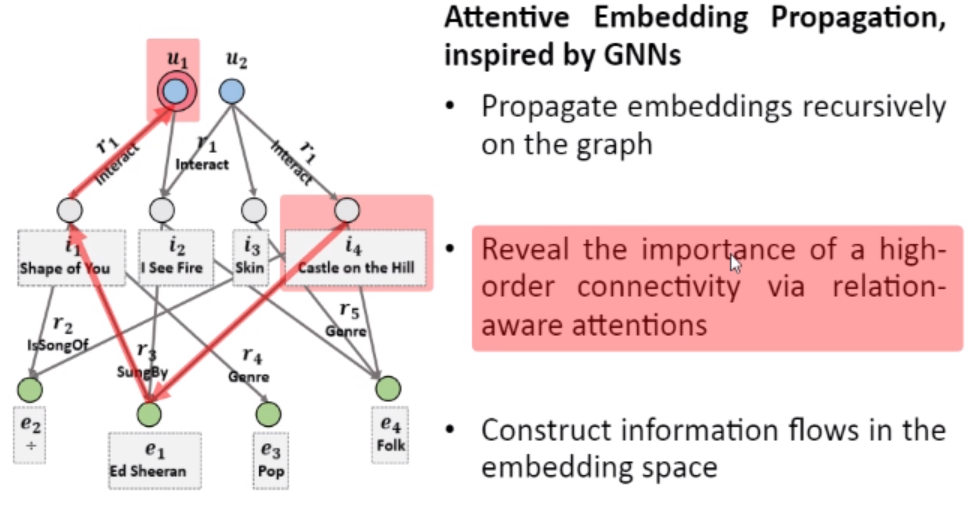 Attentive Embedding Propagation,
inspired by GNNs
• Propagate embeddings recursively
on the graph
• Reveal the importance of a high-
order connectivity via relation-
aware attentions
• Construct information flows in the
embedding space
u1
u2
r1
Interact
r1
Interact
r1
Interact
i1
Shape of You
i2
I See Fire
i3
Skin
i4
Castle on the Hill
r2
IsSongOf
r3
SungBy
r4
Genre
r5
Genre
e2
÷
e1
Ed Sheeran
e3
Pop
e4
Folk